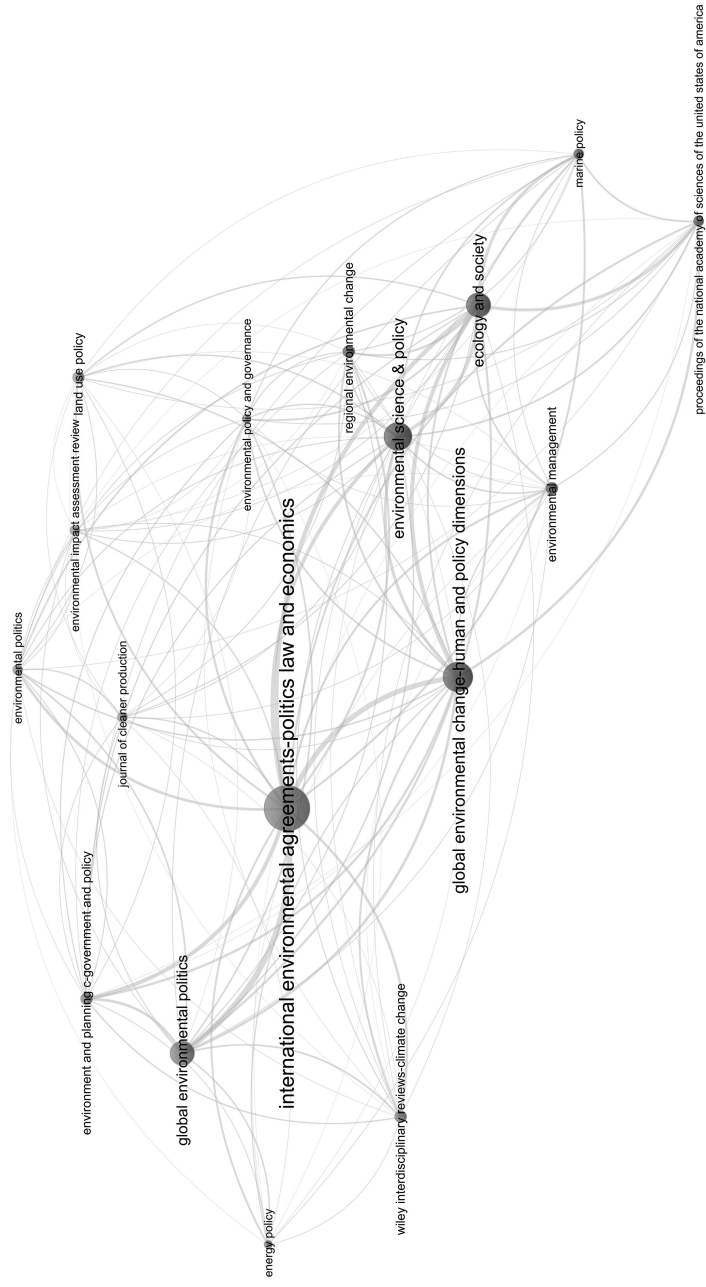 environmental politics
environmental impact assessment review
land use policy
environment and planning c-government and policy
journal of cleaner production
global environmental politics
environmental policy and governance
energy policy
international environmental agreements-politics law and economics
regional environmental change
environmental science & policy
wiley interdisciplinary reviews-climate change
global environmental change-human and policy dimensions
ecology and society
environmental management
marine policy
proceedings of the national academy of sciences of the united states of america